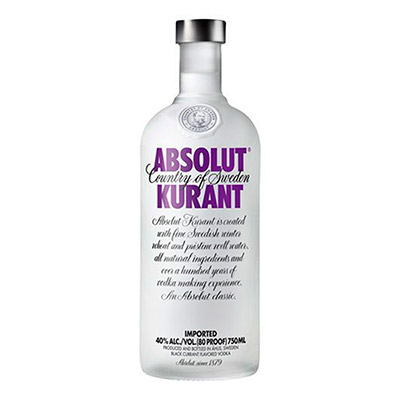 ABSOLUT®
Country of Sweden
KURANT
Absolut Kurant is created
with fine Swedish winter
wheat and pristine well water,
all natural ingredients and
over a hundred years of
vodka making experience.
An Absolut classic.
IMPORTED
40% ALC./VOL.(80 PROOF) 750ML
PRODUCED AND BOTTLED IN ÅHUS, SWEDEN
BLACK CURRANT FLAVORED VODKA
Absolut since 1879